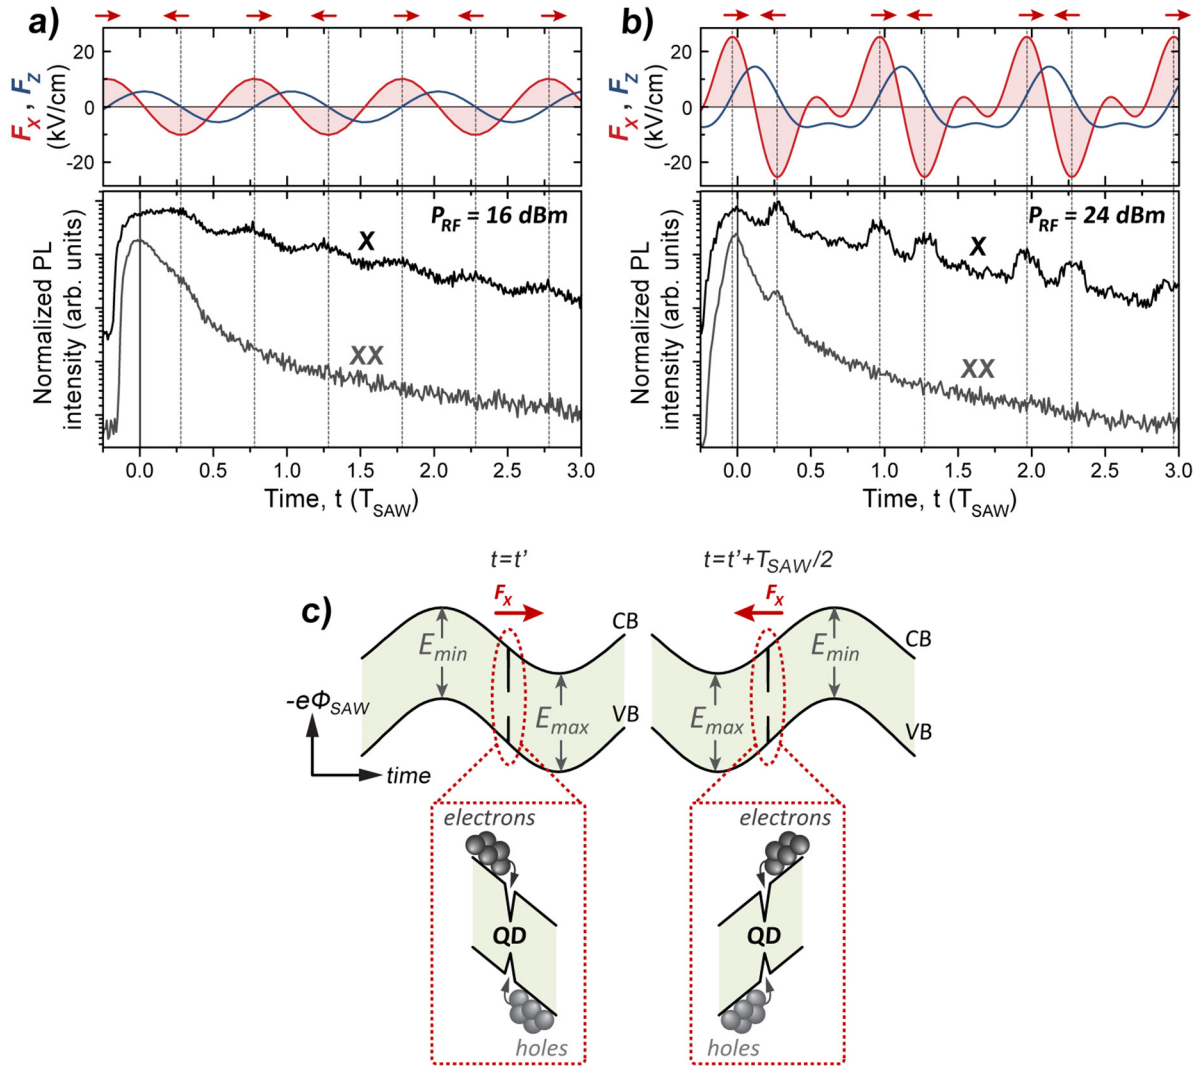 a)
F_X, F_Z
(kV/cm)
20
0
-20
P_RF = 16 dBm
X
XX
Normalized PL
intensity (arb. units)
0.0 0.5 1.0 1.5 2.0 2.5 3.0
Time, t (T_SAW)
b)
F_X, F_Z
(kV/cm)
20
0
-20
P_RF = 24 dBm
X
XX
Normalized PL
intensity (arb. units)
0.0 0.5 1.0 1.5 2.0 2.5 3.0
Time, t (T_SAW)
c)
t=t’
F_X
CB
E_min
E_max
VB
-eΦ_SAW
time
t=t’+T_SAW/2
F_X
CB
E_min
E_max
VB
electrons
QD
holes
electrons
QD
holes